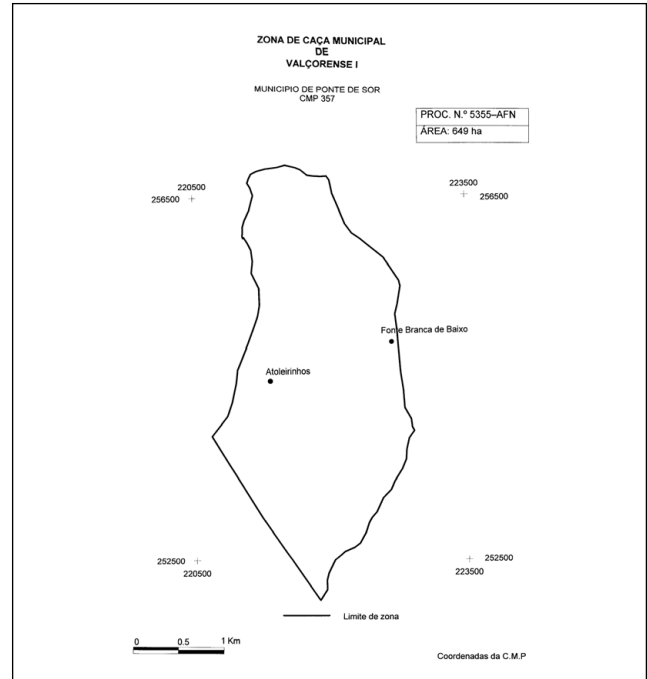 ZONA DE CAÇA MUNICIPAL
DE
VALÇORENSE I
MUNICIPIO DE PONTE DE SOR
CMP 357
PROC. N.º 5355–AFN
ÁREA: 649 ha
220500
256500
223500
256500
Fonte Branca de Baixo
Atoleirinhos
252500
220500
252500
223500
Limite de zona
0 0.5 1 Km
Coordenadas da C.M.P